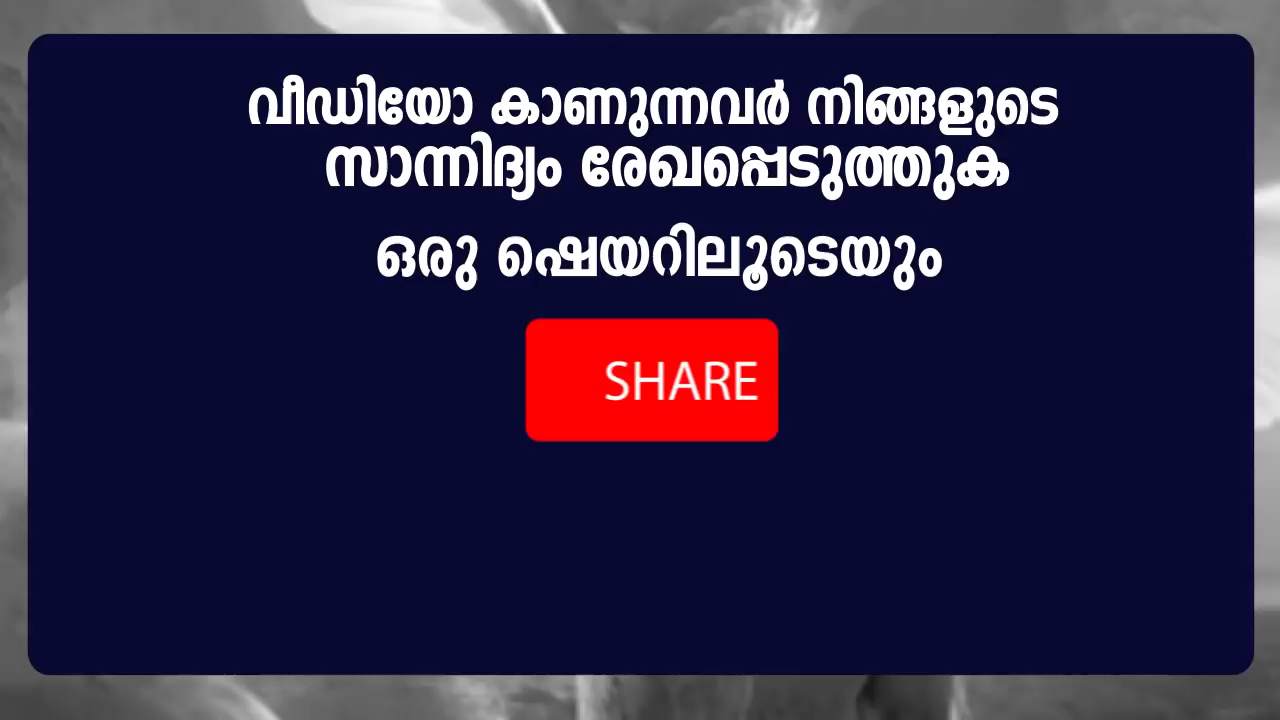 വീഡിയോ കാണുന്നവർ നിങ്ങളുടെ
സാന്നിദ്യം രേഖപ്പെടുത്തുക
ഒരു ഷെയറിലൂടെയും
SHARE